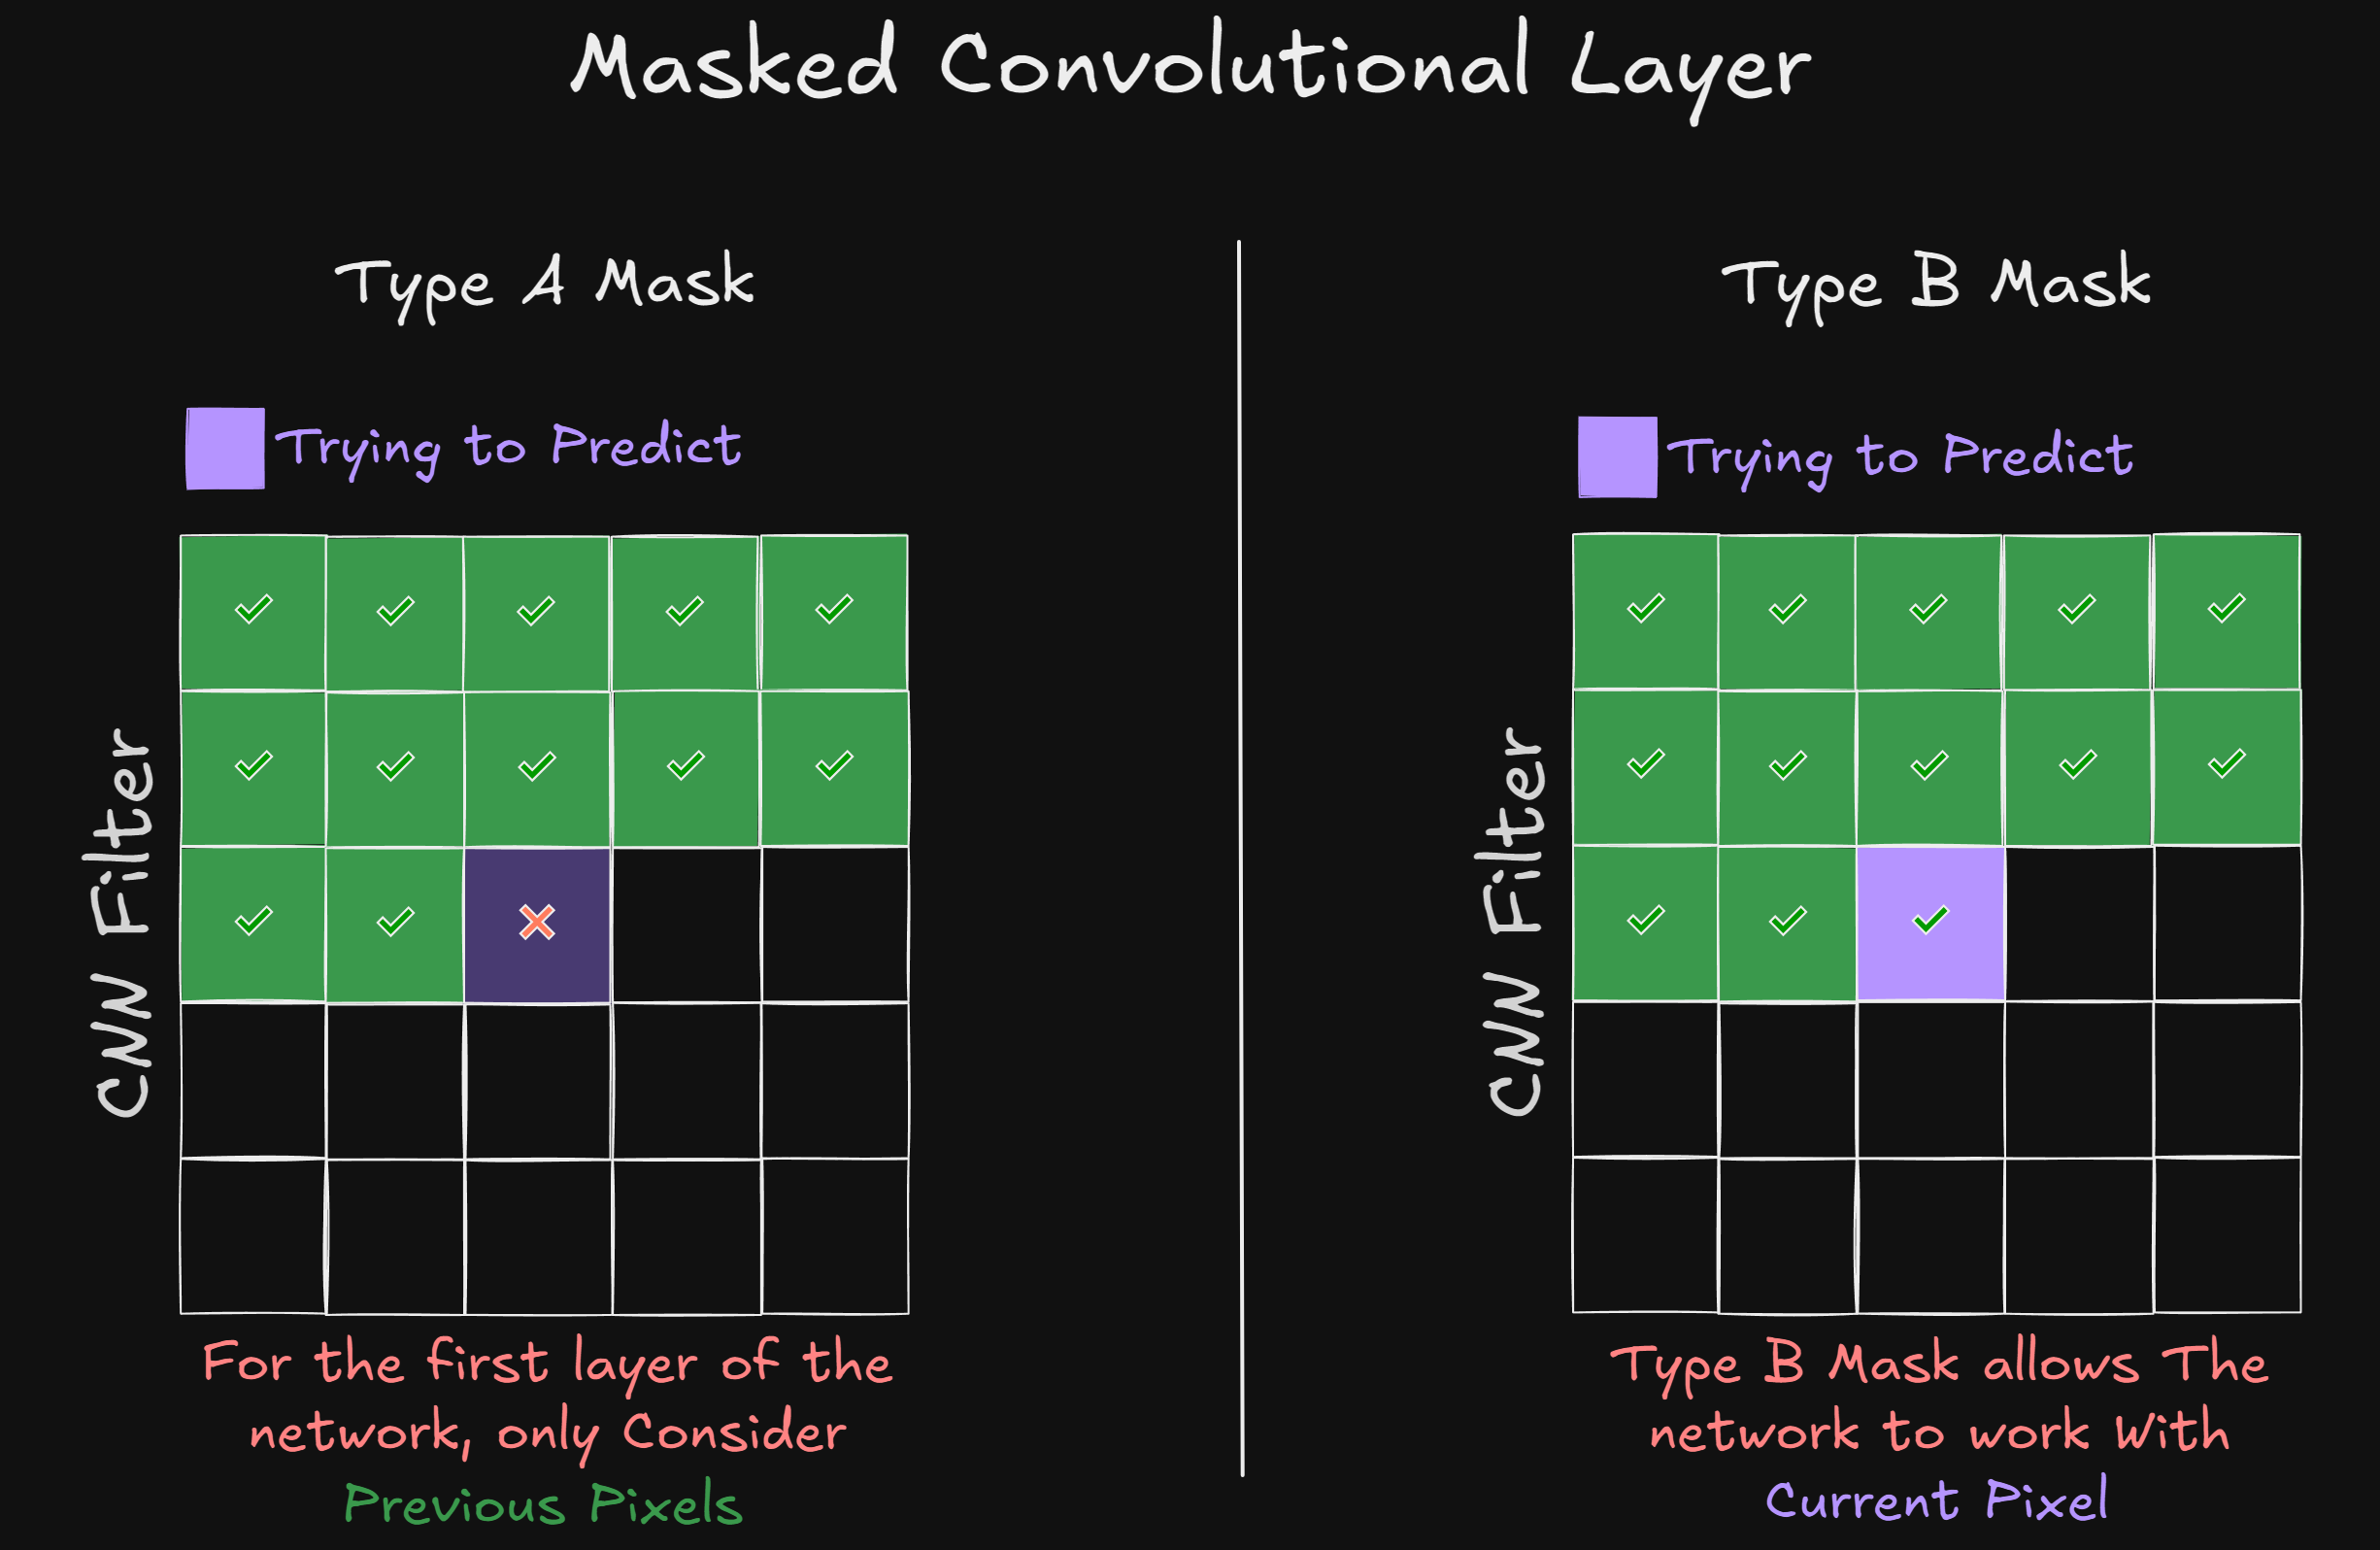 Masked Convolutional Layer
Type A Mask
Trying to Predict
CNN Filter
For the first layer of the
network, only Consider
Previous Pixels
Type B Mask
Trying to Predict
CNN Filter
Type B Mask allows The
network to work with
Current Pixel